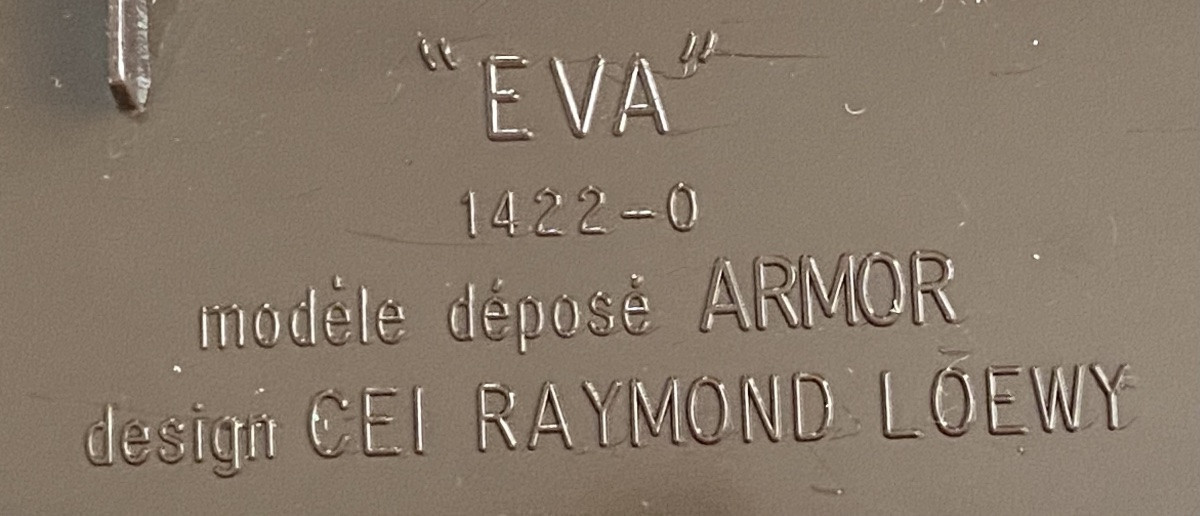 "EVA"
1422-0
modèle déposé ARMOR
design CEI RAYMOND LOEWY